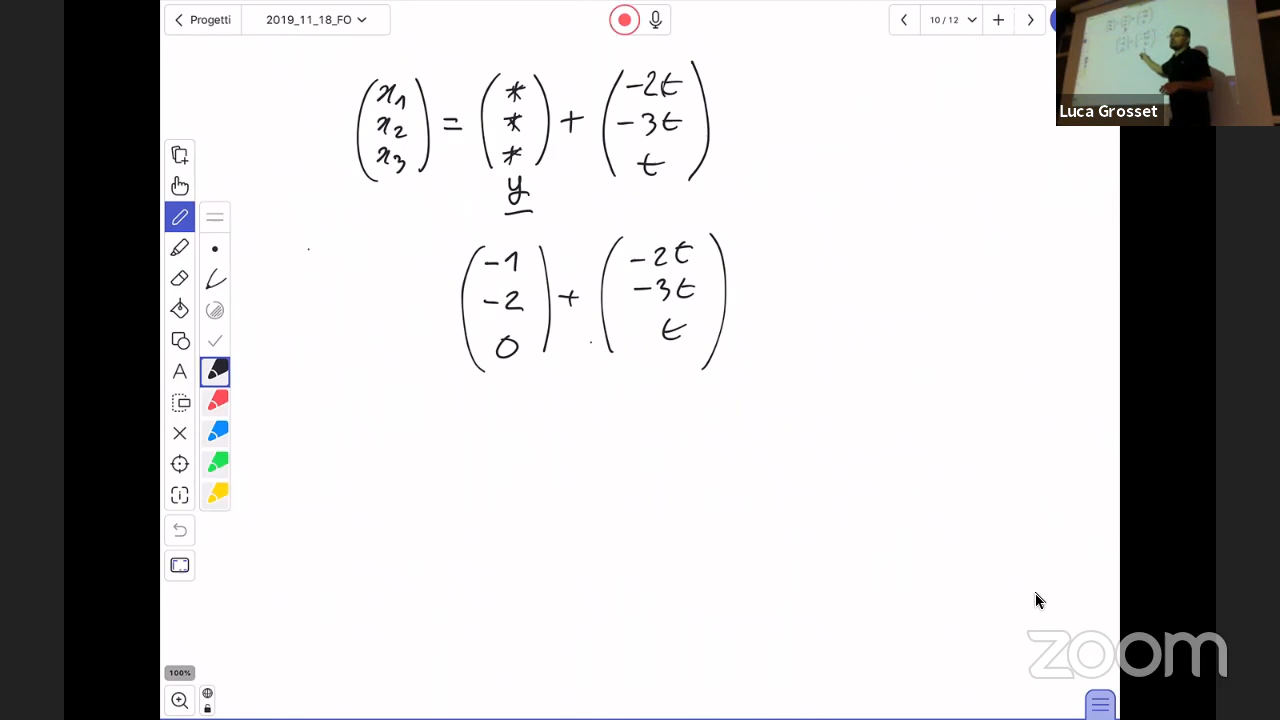 Progetti 2019_11_18_FO 10 / 12
Luca Grosset
(x₁ x₂ x₃) = (* * *) + (-2t -3t t)
y
(-1 -2 0) + (-2t -3t t)
A
100%
zoom